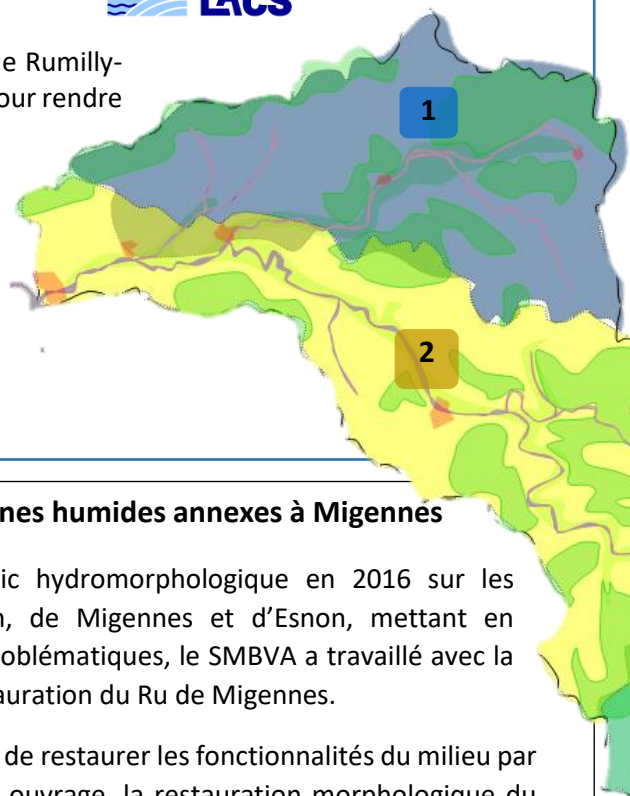 LACS
e Rumilly-
our rendre
1
2
nes humides annexes à Migennes
ic hydromorphologique en 2016 sur les
, de Migennes et d'Esnon, mettant en
oblématiques, le SMBVA a travaillé avec la
tauration du Ru de Migennes.
de restaurer les fonctionnalités du milieu par
ouvrage, la restauration morphologique du